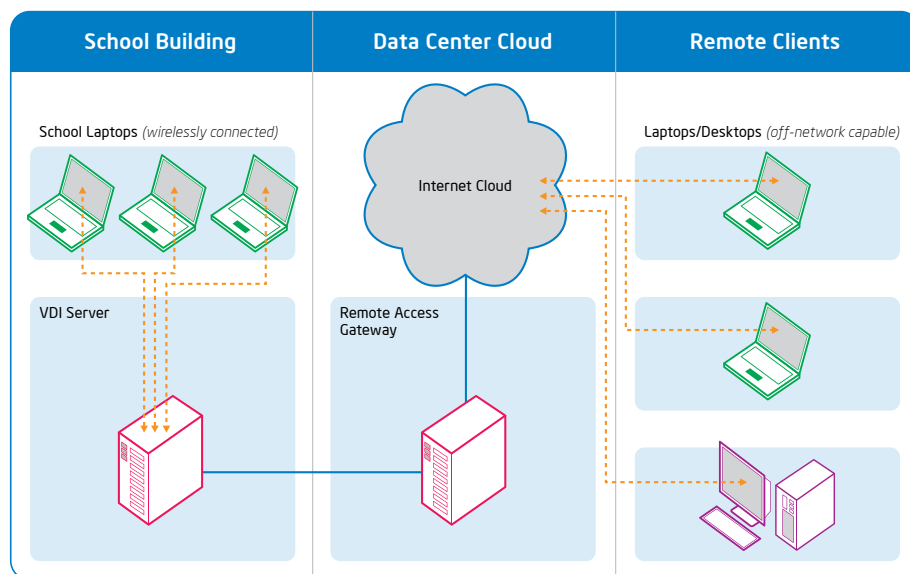 School Building
Data Center Cloud
Remote Clients
School Laptops (wirelessly connected)
Laptops/Desktops (off-network capable)
Internet Cloud
VDI Server
Remote Access
Gateway